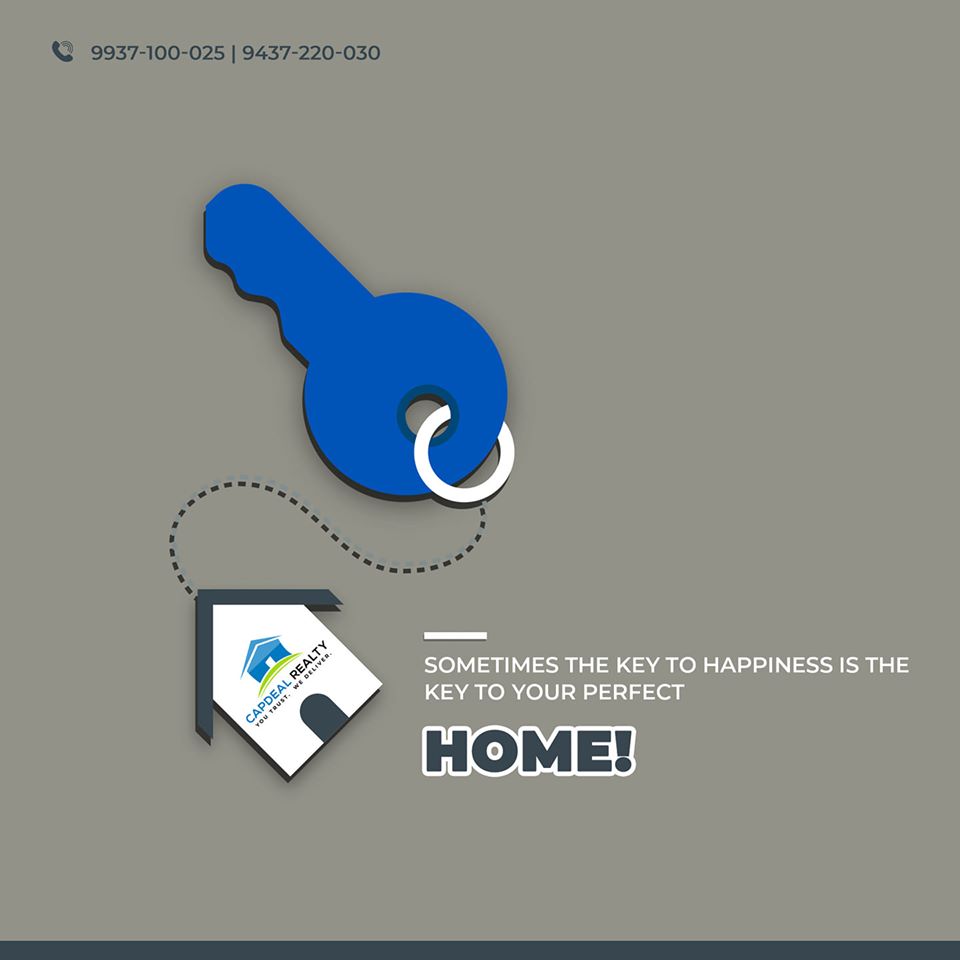 9937-100-025 | 9437-220-030
CAPDEAL REALTY
YOU TRUST. WE DELIVER.
SOMETIMES THE KEY TO HAPPINESS IS THE
KEY TO YOUR PERFECT
HOME!